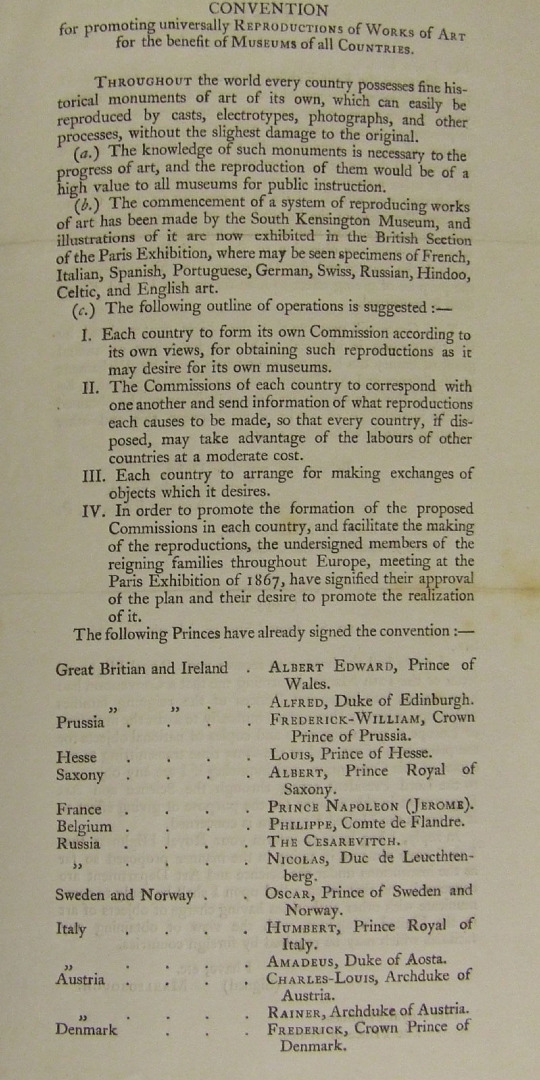 CONVENTION
for promoting universally REPRODUCTIONS of WORKS of ART
for the benefit of MUSEUMS of all COUNTRIES.
THROUGHOUT the world every country possesses fine his-
torical monuments of art of its own, which can easily be
reproduced by casts, electrotypes, photographs, and other
processes, without the slighest damage to the original.
(a.) The knowledge of such monuments is necessary to the
progress of art, and the reproduction of them would be of a
high value to all museums for public instruction.
(b.) The commencement of a system of reproducing works
of art has been made by the South Kensington Museum, and
illustrations of it are now exhibited in the British Section
of the Paris Exhibition, where may be seen specimens of French,
Italian, Spanish, Portuguese, German, Swiss, Russian, Hindoo,
Celtic, and English art.
(c.) The following outline of operations is suggested :—
I. Each country to form its own Commission according to
its own views, for obtaining such reproductions as it
may desire for its own museums.
II. The Commissions of each country to correspond with
one another and send information of what reproductions
each causes to be made, so that every country, if dis-
posed, may take advantage of the labours of other
countries at a moderate cost.
III. Each country to arrange for making exchanges of
objects which it desires.
IV. In order to promote the formation of the proposed
Commissions in each country, and facilitate the making
of the reproductions, the undersigned members of the
reigning families throughout Europe, meeting at the
Paris Exhibition of 1867, have signified their approval
of the plan and their desire to promote the realization
of it.
The following Princes have already signed the convention :—
Great Britian and Ireland . ALBERT EDWARD, Prince of
Wales.
„ „ . . ALFRED, Duke of Edinburgh.
Prussia . . . . FREDERICK-WILLIAM, Crown
Prince of Prussia.
Hesse . . . . LOUIS, Prince of Hesse.
Saxony . . . . ALBERT, Prince Royal of
Saxony.
France . . . . PRINCE NAPOLEON (JEROME).
Belgium . . . . PHILIPPE, Comte de Flandre.
Russia . . . . THE CESAREVITCH.
„ . . . . NICOLAS, Duc de Leucthten-
berg.
Sweden and Norway . . OSCAR, Prince of Sweden and
Norway.
Italy . . . . HUMBERT, Prince Royal of
Italy.
„ . . . . AMADEUS, Duke of Aosta.
Austria . . . . CHARLES-LOUIS, Archduke of
Austria.
„ . . . . RAINER, Archduke of Austria.
Denmark . . . FREDERICK, Crown Prince of
Denmark.